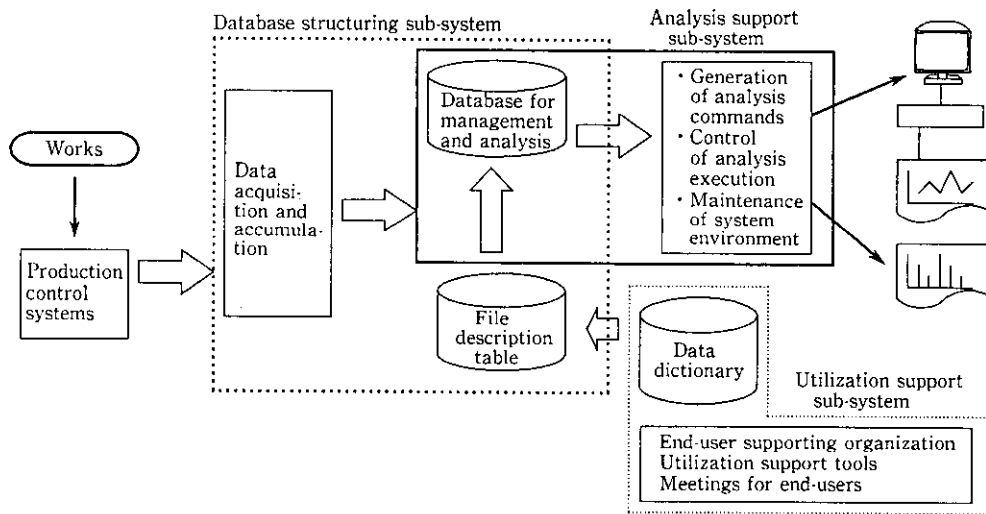 Database structuring sub-system
Analysis support
sub-system
Works
Production
control
systems
Data
acquisi-
tion and
accumula-
tion
Database for
management
and analysis
File
description
table
· Generation
of analysis
commands
· Control
of analysis
execution
· Maintenance
of system
environment
Data
dictionary
Utilization support
sub-system
End-user supporting organization
Utilization support tools
Meetings for end-users